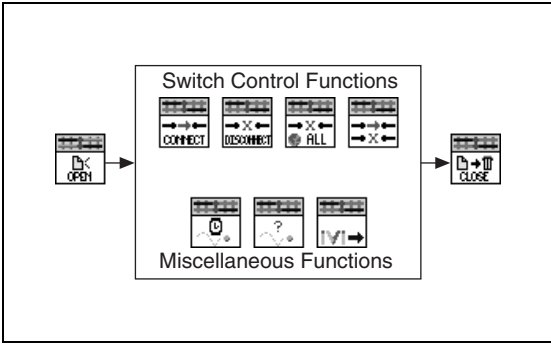 Switch Control Functions
CONNECT
DISCONNECT
X
ALL
X
X
OPEN
CLOSE
?
Miscellaneous Functions